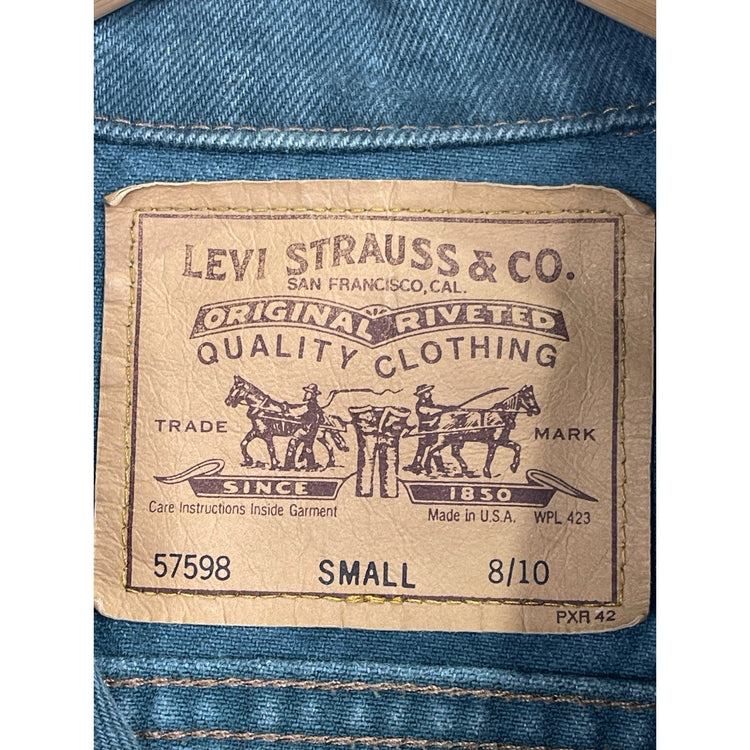 LEVI STRAUSS & CO.
SAN FRANCISCO, CAL.
ORIGINAL RIVETED
QUALITY CLOTHING
TRADE MARK
SINCE 1850
Care Instructions Inside Garment Made in U.S.A. WPL 423
57598 SMALL 8/10
PXR 42